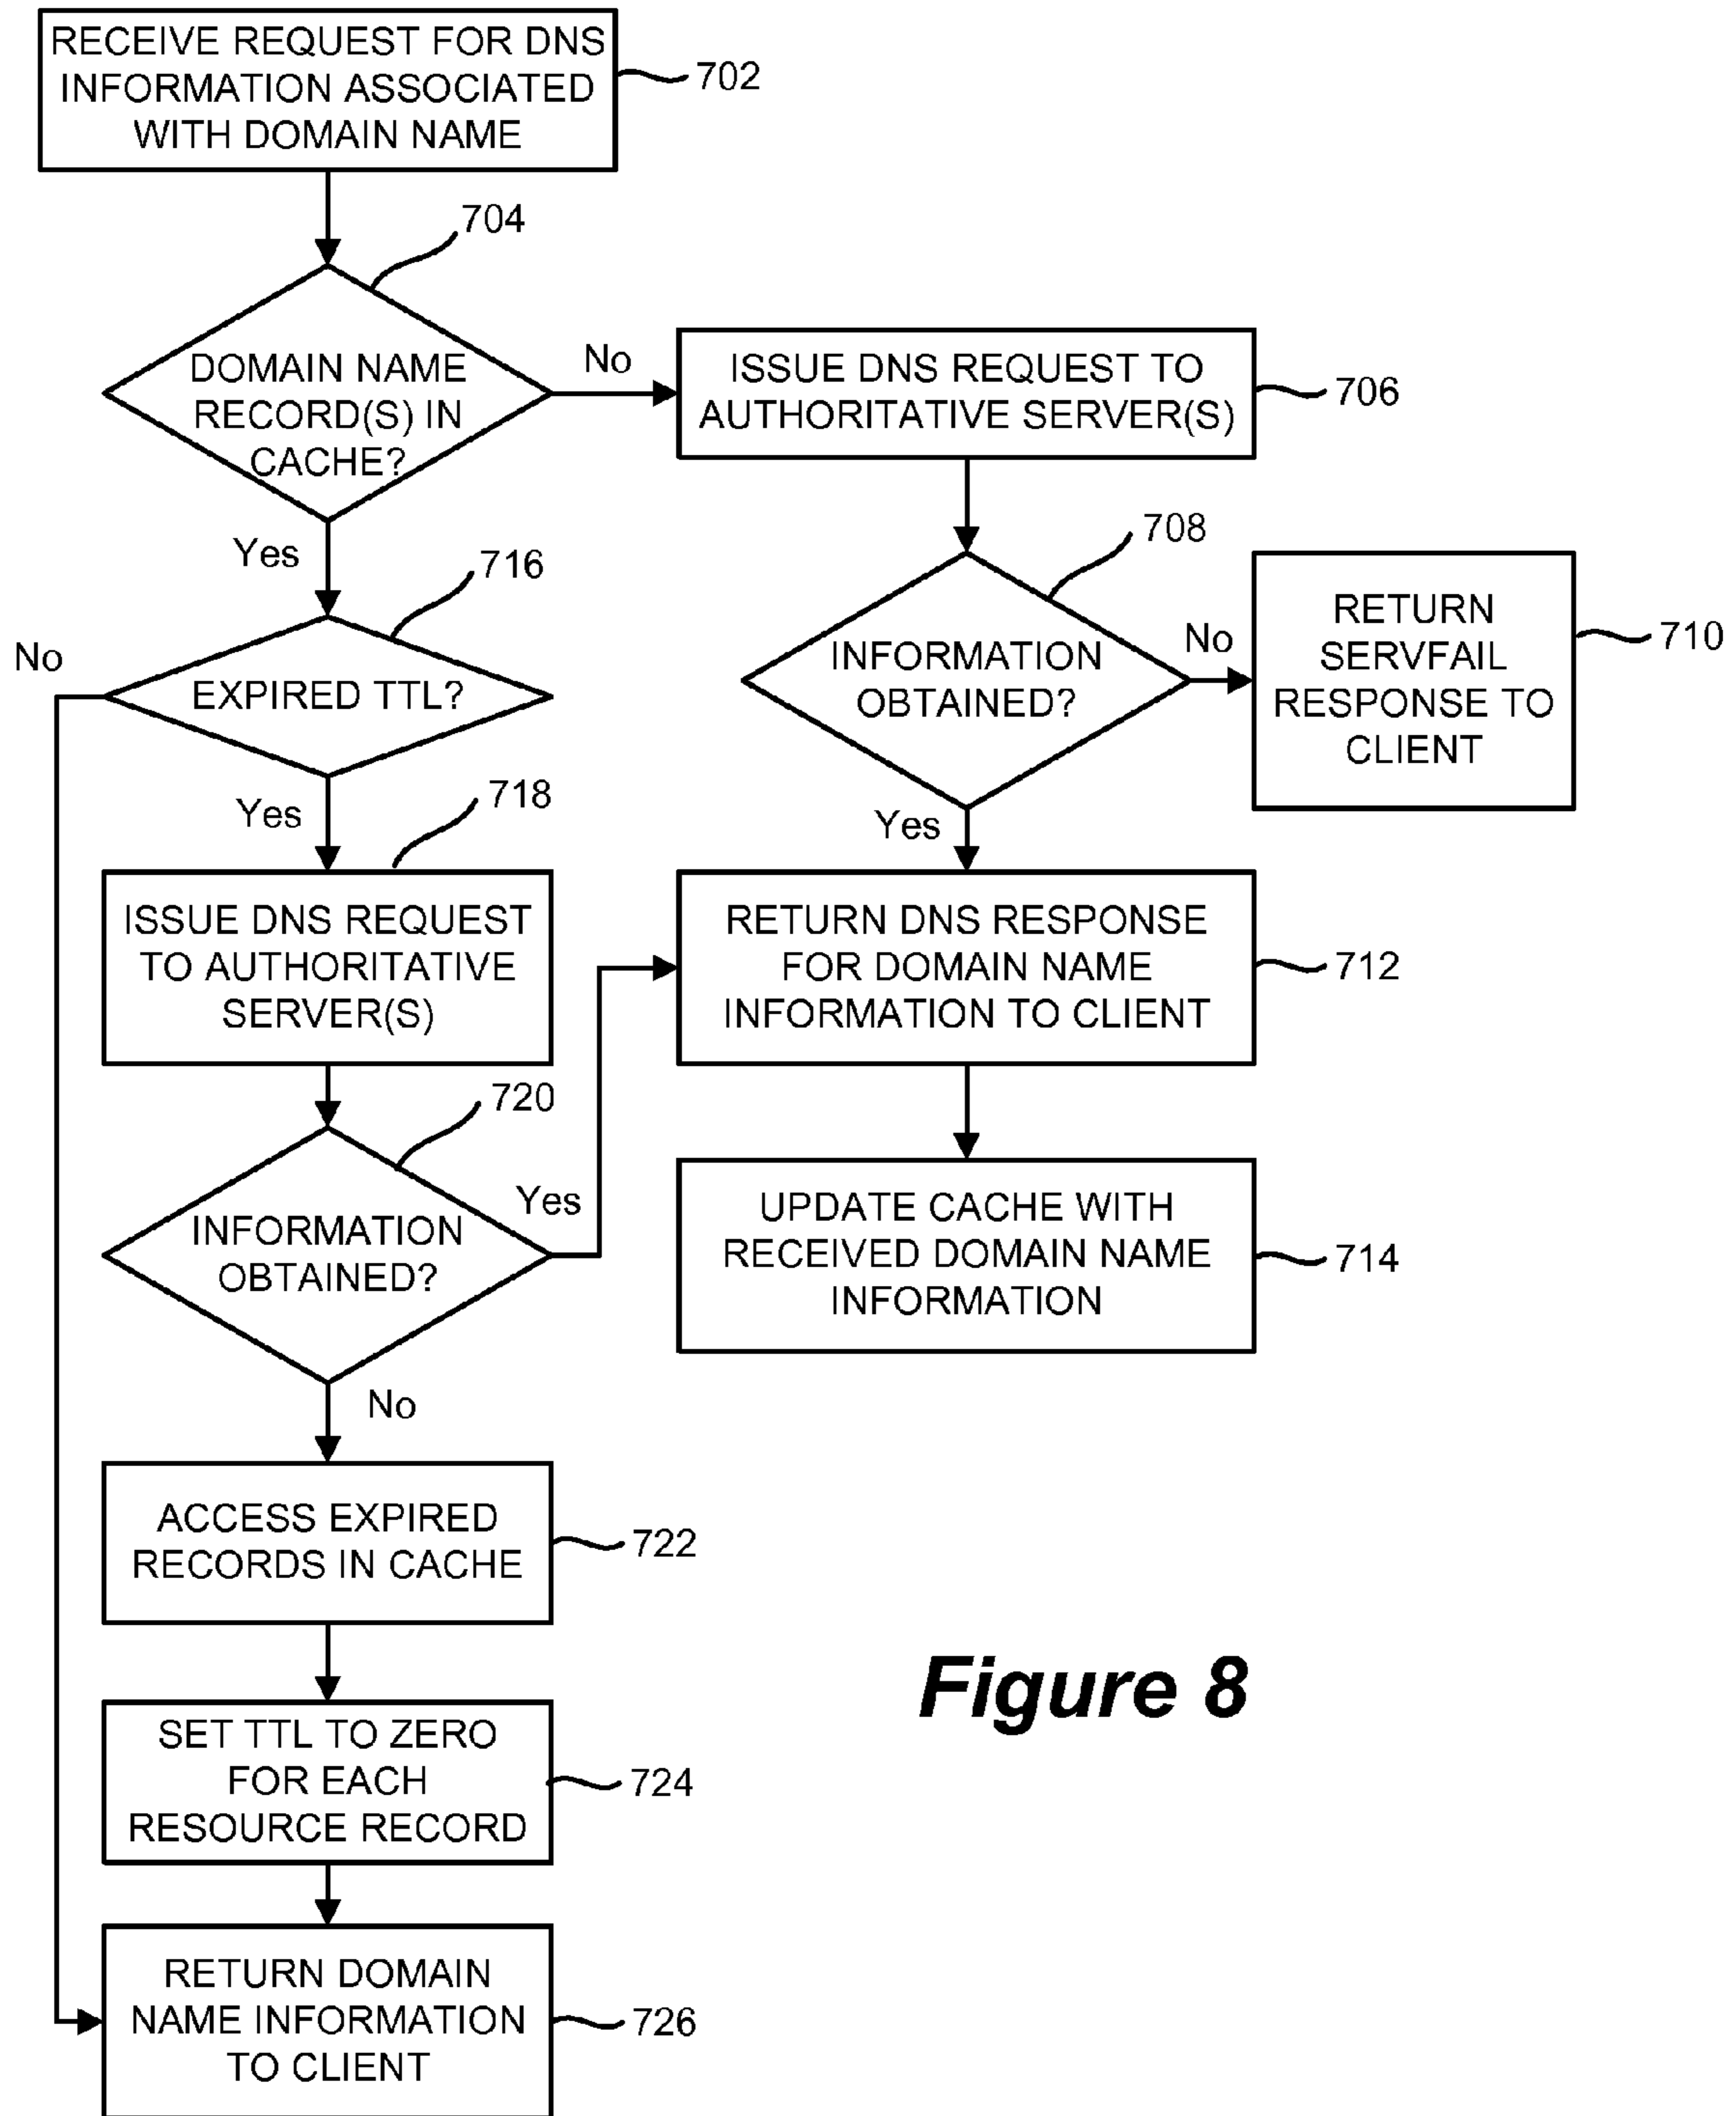 RECEIVE REQUEST FOR DNS
INFORMATION ASSOCIATED
WITH DOMAIN NAME
702
704
DOMAIN NAME
RECORD(S) IN
CACHE?
No
ISSUE DNS REQUEST TO
AUTHORITATIVE SERVER(S)
706
Yes
708
716
No
EXPIRED TTL?
INFORMATION
OBTAINED?
No
RETURN
SERVFAIL
RESPONSE TO
CLIENT
710
Yes
718
Yes
ISSUE DNS REQUEST
TO AUTHORITATIVE
SERVER(S)
RETURN DNS RESPONSE
FOR DOMAIN NAME
INFORMATION TO CLIENT
712
720
INFORMATION
OBTAINED?
Yes
UPDATE CACHE WITH
RECEIVED DOMAIN NAME
INFORMATION
714
No
ACCESS EXPIRED
RECORDS IN CACHE
722
Figure 8
SET TTL TO ZERO
FOR EACH
RESOURCE RECORD
724
RETURN DOMAIN
NAME INFORMATION
TO CLIENT
726